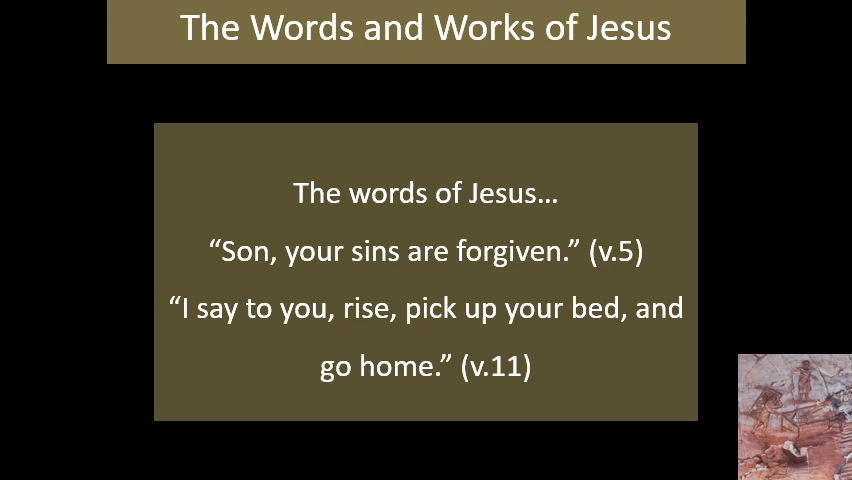 The Words and Works of Jesus
The words of Jesus…
“Son, your sins are forgiven.” (v.5)
“I say to you, rise, pick up your bed, and
go home.” (v.11)